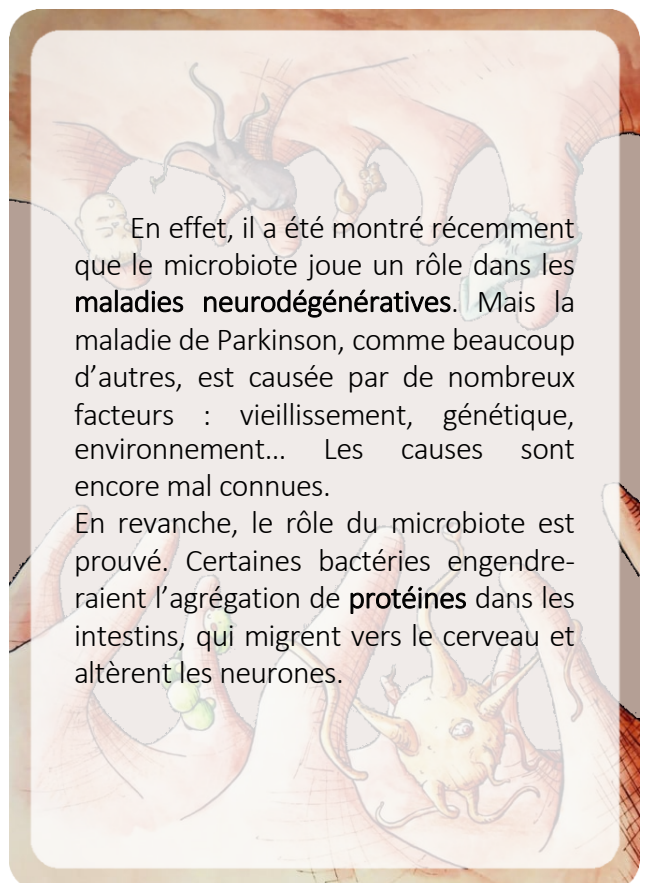 En effet, il a été montré récemment
que le microbiote joue un rôle dans les
maladies neurodégénératives. Mais la
maladie de Parkinson, comme beaucoup
d’autres, est causée par de nombreux
facteurs : vieillissement, génétique,
environnement... Les causes sont
encore mal connues.
En revanche, le rôle du microbiote est
prouvé. Certaines bactéries engendre-
raient l’agrégation de protéines dans les
intestins, qui migrent vers le cerveau et
altèrent les neurones.